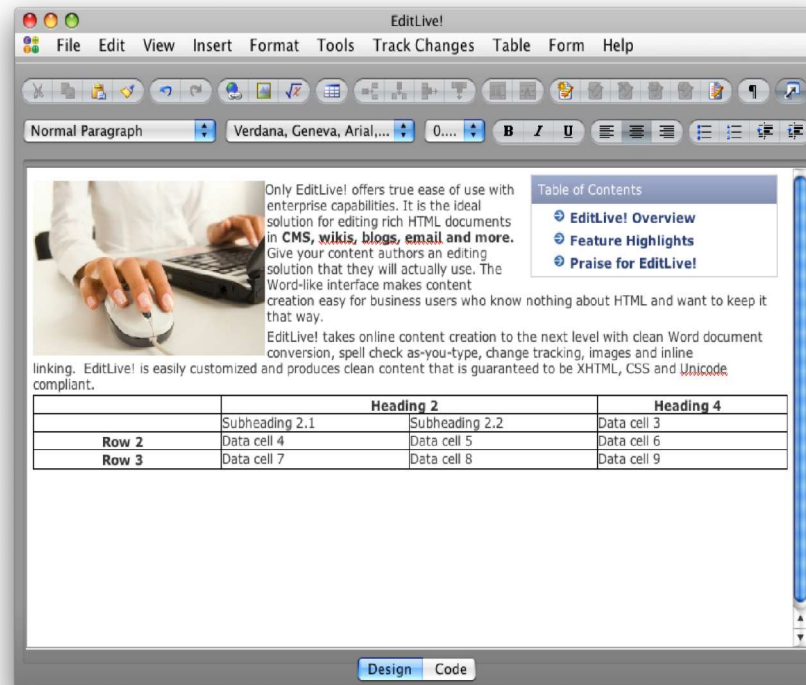 EditLive!
File Edit View Insert Format Tools Track Changes Table Form Help
Normal Paragraph Verdana, Geneva, Arial,... 0.... B I U
Only EditLive! offers true ease of use with
enterprise capabilities. It is the ideal
solution for editing rich HTML documents
in CMS, wikis, blogs, email and more.
Give your content authors an editing
solution that they will actually use. The
Word-like interface makes content
creation easy for business users who know nothing about HTML and want to keep it
that way.
Table of Contents
EditLive! Overview
Feature Highlights
Praise for EditLive!
EditLive! takes online content creation to the next level with clean Word document
conversion, spell check as-you-type, change tracking, images and inline
linking. EditLive! is easily customized and produces clean content that is guaranteed to be XHTML, CSS and Unicode
compliant.
Heading 2 Heading 4
Subheading 2.1 Subheading 2.2 Data cell 3
Row 2 Data cell 4 Data cell 5 Data cell 6
Row 3 Data cell 7 Data cell 8 Data cell 9
Design Code